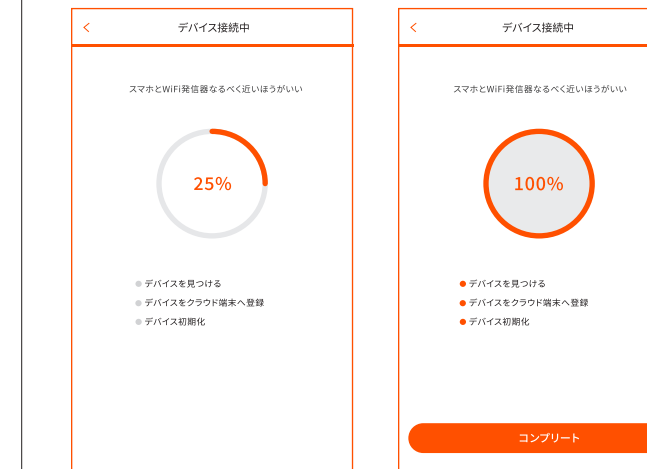 デバイス接続中
スマホとWiFi発信器なるべく近いほうがいい
25%
デバイスを見つける
デバイスをクラウド端末へ登録
デバイス初期化
デバイス接続中
スマホとWiFi発信器なるべく近いほうがいい
100%
デバイスを見つける
デバイスをクラウド端末へ登録
デバイス初期化
コンプリート